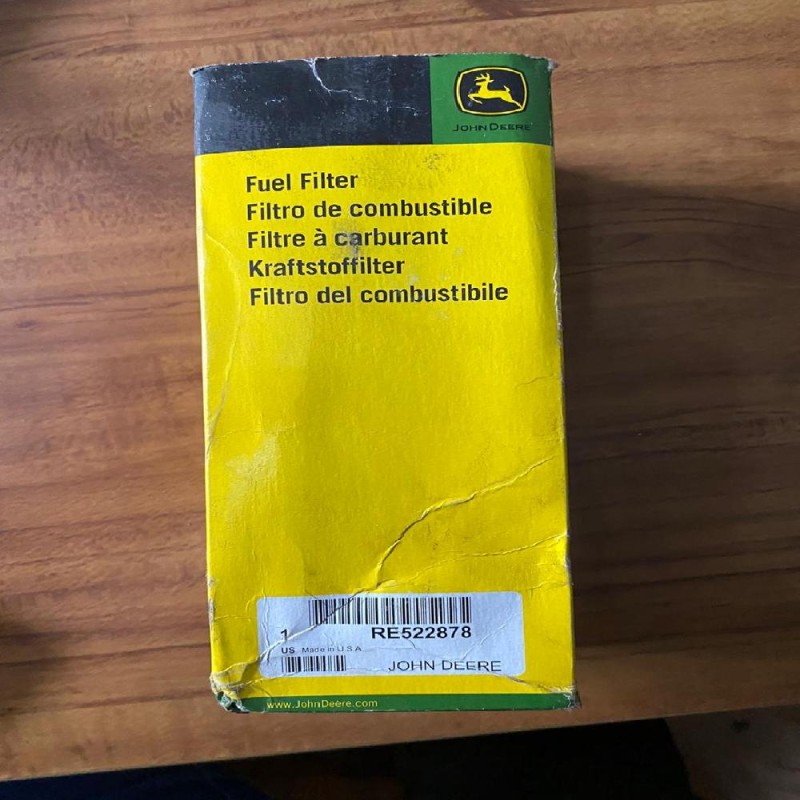 JOHN DEERE
Fuel Filter
Filtro de combustible
Filtre à carburant
Kraftstoffilter
Filtro del combustibile
1 RE522878
US Made in U.S.A
JOHN DEERE
www.JohnDeere.com